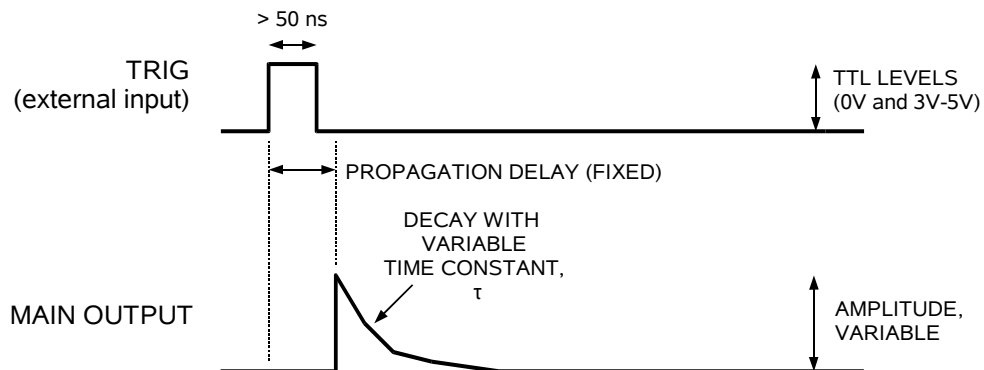 > 50 ns
TRIG
(external input)
TTL LEVELS
(0V and 3V-5V)
PROPAGATION DELAY (FIXED)
DECAY WITH
VARIABLE
TIME CONSTANT,
τ
MAIN OUTPUT
AMPLITUDE,
VARIABLE